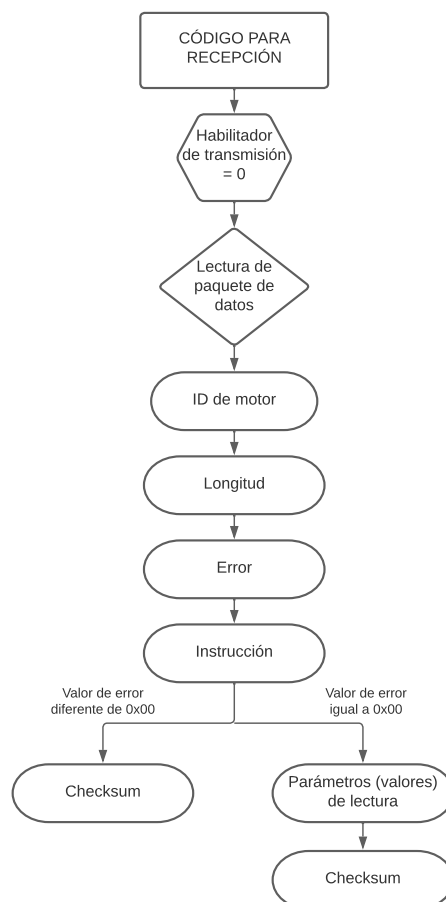 CÓDIGO PARA
RECEPCIÓN
Habilitador
de transmisión
= 0
Lectura de
paquete de
datos
ID de motor
Longitud
Error
Instrucción
Valor de error
diferente de 0x00
Valor de error
igual a 0x00
Checksum
Parámetros (valores)
de lectura
Checksum